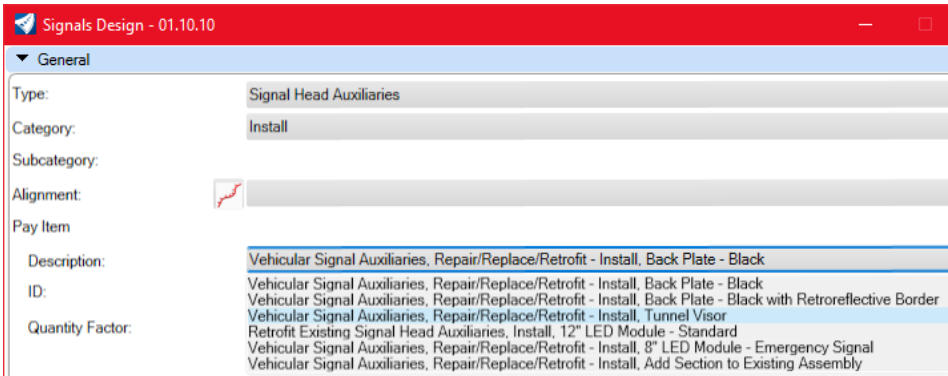 Signals Design - 01.10.10
General
Type: Signal Head Auxiliaries
Category: Install
Subcategory:
Alignment:
Pay Item
Description: Vehicular Signal Auxiliaries, Repair/Replace/Retrofit - Install, Back Plate - Black
ID: Vehicular Signal Auxiliaries, Repair/Replace/Retrofit - Install, Back Plate - Black
Vehicular Signal Auxiliaries, Repair/Replace/Retrofit - Install, Back Plate - Black with Retroreflective Border
Quantity Factor: Vehicular Signal Auxiliaries, Repair/Replace/Retrofit - Install, Tunnel Visor
Retrofit Existing Signal Head Auxiliaries, Install, 12" LED Module - Standard
Vehicular Signal Auxiliaries, Repair/Replace/Retrofit - Install, 8" LED Module - Emergency Signal
Vehicular Signal Auxiliaries, Repair/Replace/Retrofit - Install, Add Section to Existing Assembly